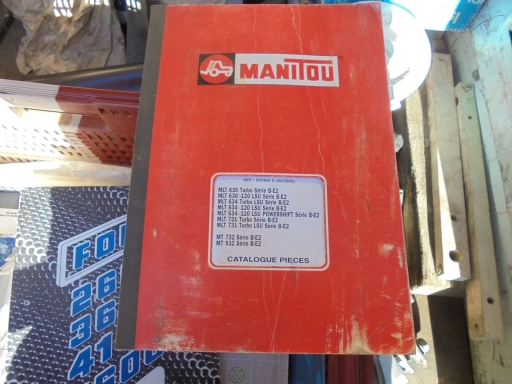 MANITOU
MLT 630 Turbo Série B-E2
MLT 630 -120 LSU Série B-E2
MLT 634 Turbo LSU Série B-E2
MLT 634 -120 LSU Série B-E2
MLT 634 -120 LSU POWERSHIFT Série B-E2
MLT 731 Turbo Série B-E2
MLT 731 Turbo LSU Série B-E2
MT 732 Série B-E2
MT 932 Série B-E2
CATALOGUE PIECES